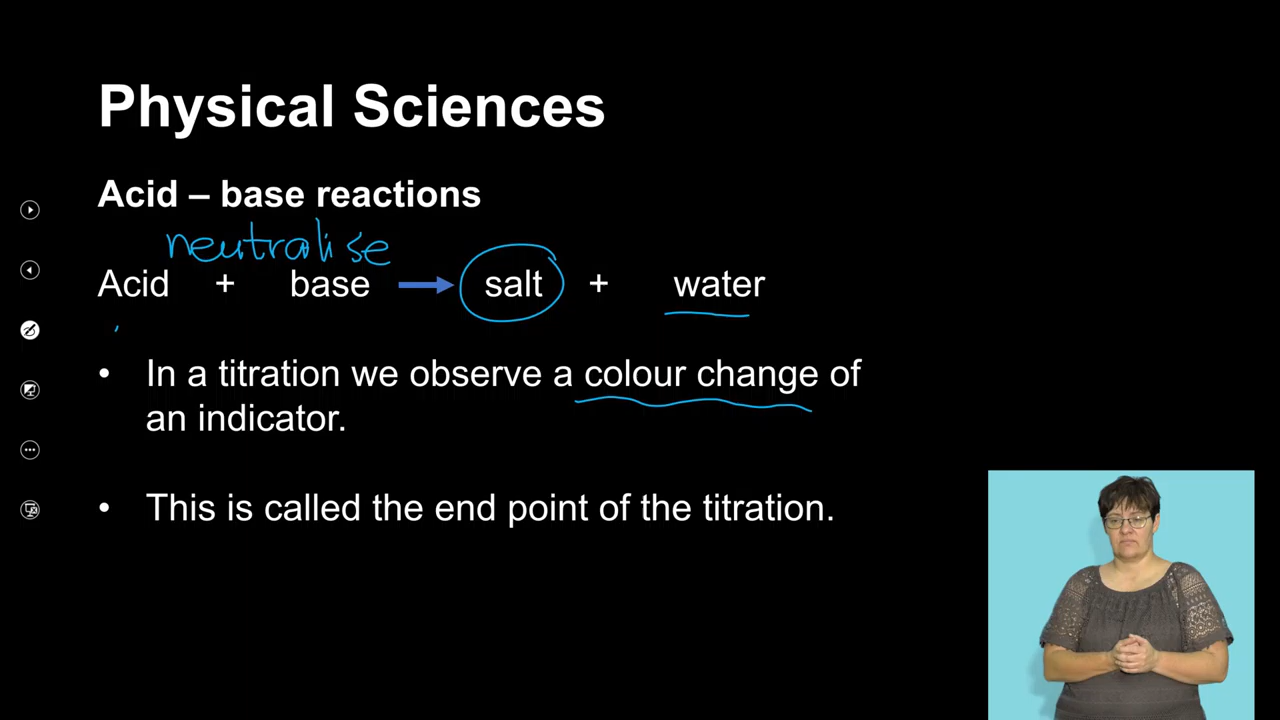 Physical Sciences
Acid – base reactions
neutralise
Acid + base → salt + water
• In a titration we observe a colour change of
an indicator.
• This is called the end point of the titration.